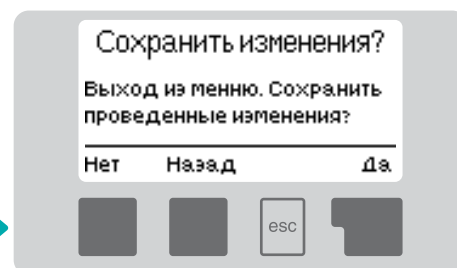 Сохранить изменения?
Выход из менню. Сохранить
проведенные изменения?
Нет Назад Да
esc